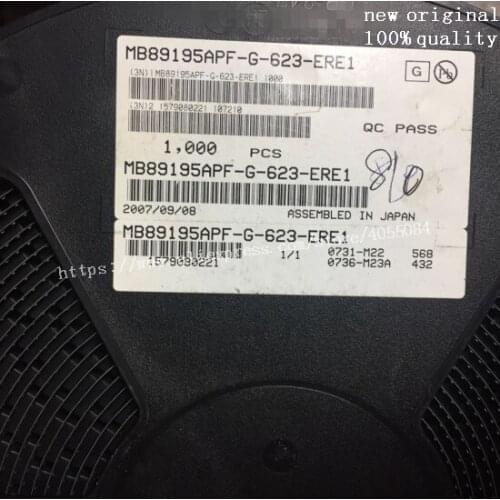 new original
100% quality
MB89195APF-G-623-ERE1
(3N)1 MB89195APF-G-623-ERE1 1000
G Pb
(3N)2 1579080221 107210
QC PASS
1,000 PCS
MB89195APF-G-623-ERE1
810
2007/09/08 ASSEMBLED IN JAPAN
MB89195APF-G-623-ERE1
1/1 0731-M22 568
1579080221 0736-M23A 432